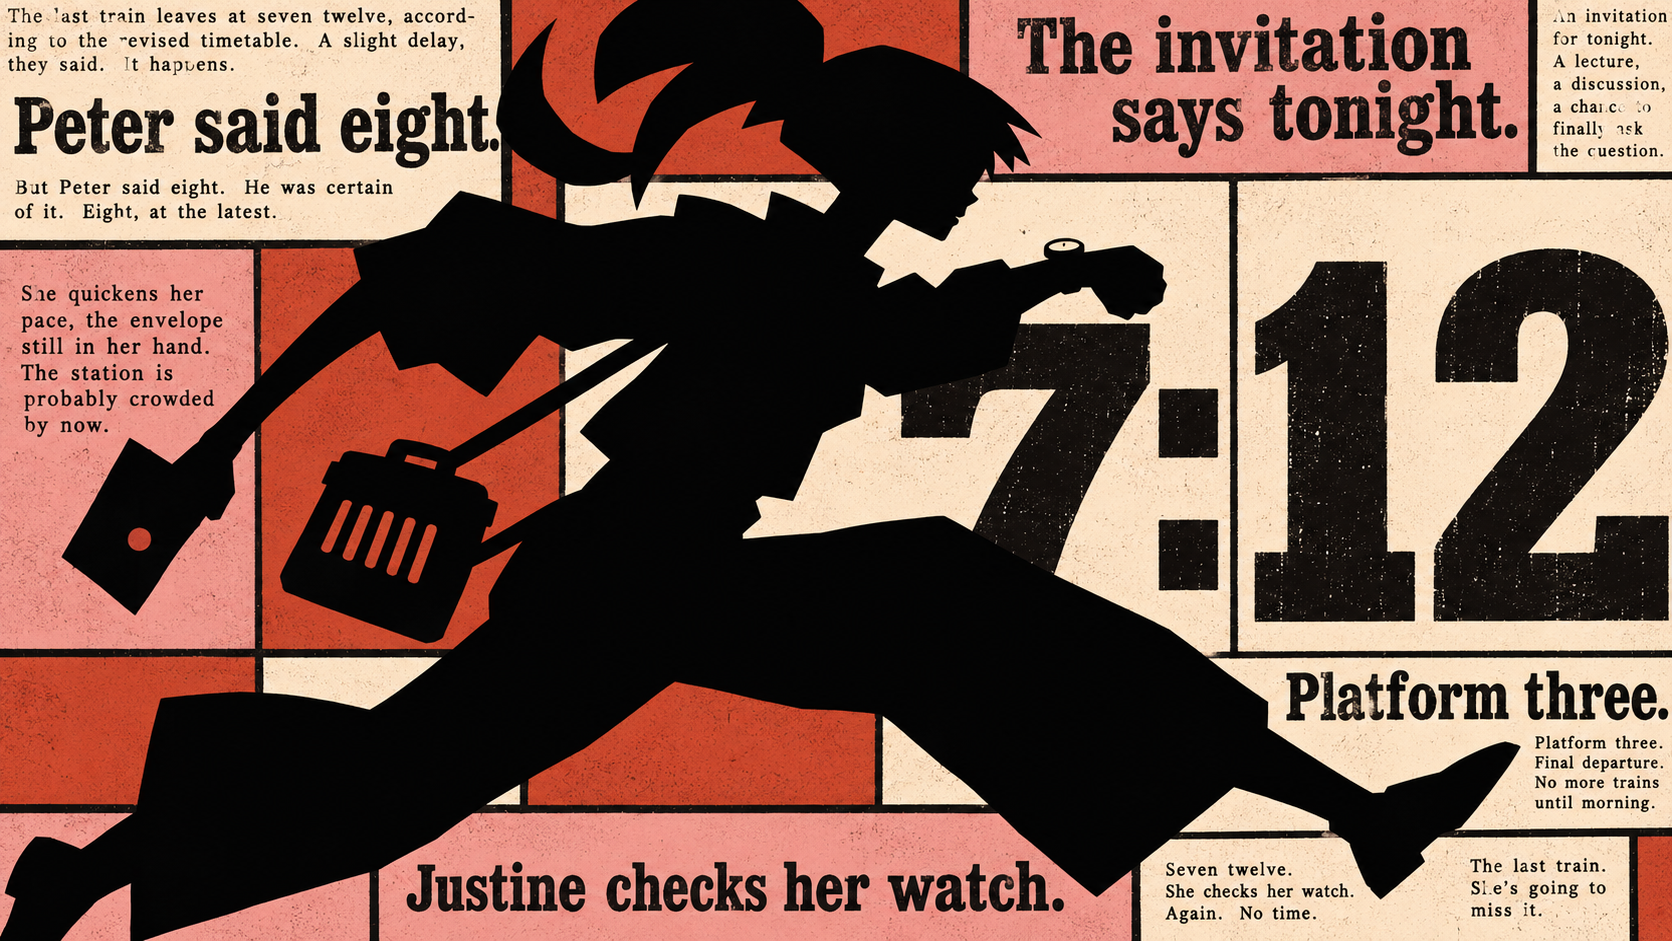 The last train leaves at seven twelve, accord-
ing to the revised timetable. A slight delay,
they said. It happens.
Peter said eight.
But Peter said eight. He was certain
of it. Eight, at the latest.
The invitation
says tonight.
An invitation
for tonight.
A lecture,
a discussion,
a chance to
finally ask
the question.
She quickens her
pace, the envelope
still in her hand.
The station is
probably crowded
by now.
7:12
Platform three.
Platform three.
Final departure.
No more trains
until morning.
Justine checks her watch.
Seven twelve.
She checks her watch.
Again. No time.
The last train.
She's going to
miss it.